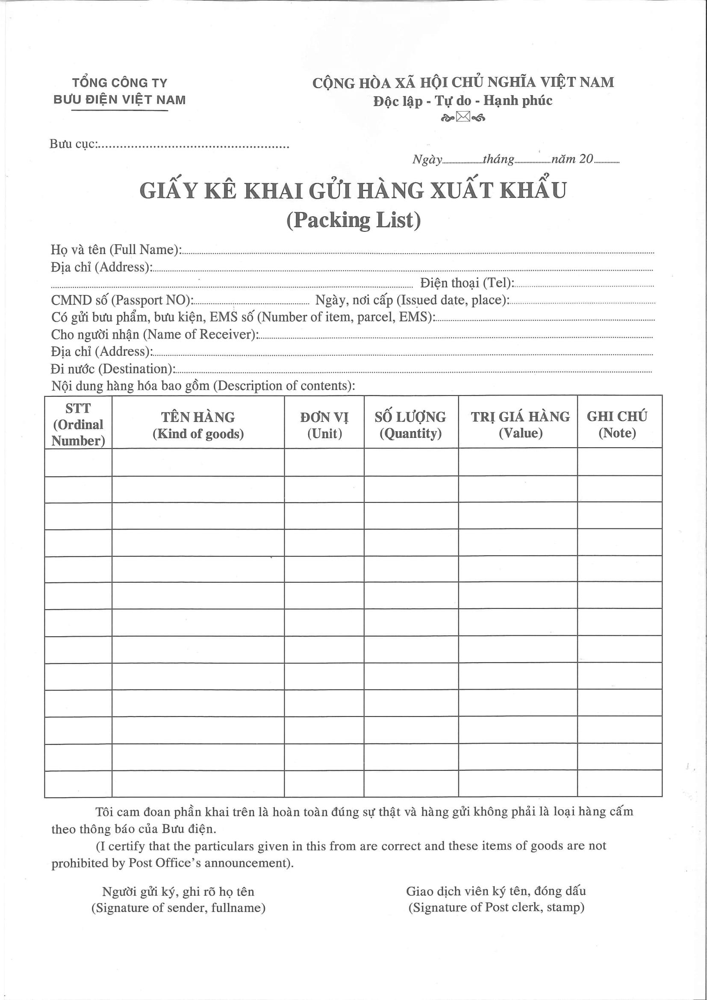 TỔNG CÔNG TY
BƯU ĐIỆN VIỆT NAM
CỘNG HÒA XÃ HỘI CHỦ NGHĨA VIỆT NAM
Độc lập - Tự do - Hạnh phúc
Bưu cục:
Ngày tháng năm 20
GIẤY KÊ KHAI GỬI HÀNG XUẤT KHẨU
(Packing List)
Họ và tên (Full Name):
Địa chỉ (Address):
Điện thoại (Tel):
CMND số (Passport NO): Ngày, nơi cấp (Issued date, place):
Có gửi bưu phẩm, bưu kiện, EMS số (Number of item, parcel, EMS):
Cho người nhận (Name of Receiver):
Địa chỉ (Address):
Đi nước (Destination):
Nội dung hàng hóa bao gồm (Description of contents):
STT
(Ordinal
Number)
TÊN HÀNG
(Kind of goods)
ĐƠN VỊ
(Unit)
SỐ LƯỢNG
(Quantity)
TRỊ GIÁ HÀNG
(Value)
GHI CHÚ
(Note)
Tôi cam đoan phần khai trên là hoàn toàn đúng sự thật và hàng gửi không phải là loại hàng cấm
theo thông báo của Bưu điện.
(I certify that the particulars given in this from are correct and these items of goods are not
prohibited by Post Office's announcement).
Người gửi ký, ghi rõ họ tên
(Signature of sender, fullname)
Giao dịch viên ký tên, đóng dấu
(Signature of Post clerk, stamp)